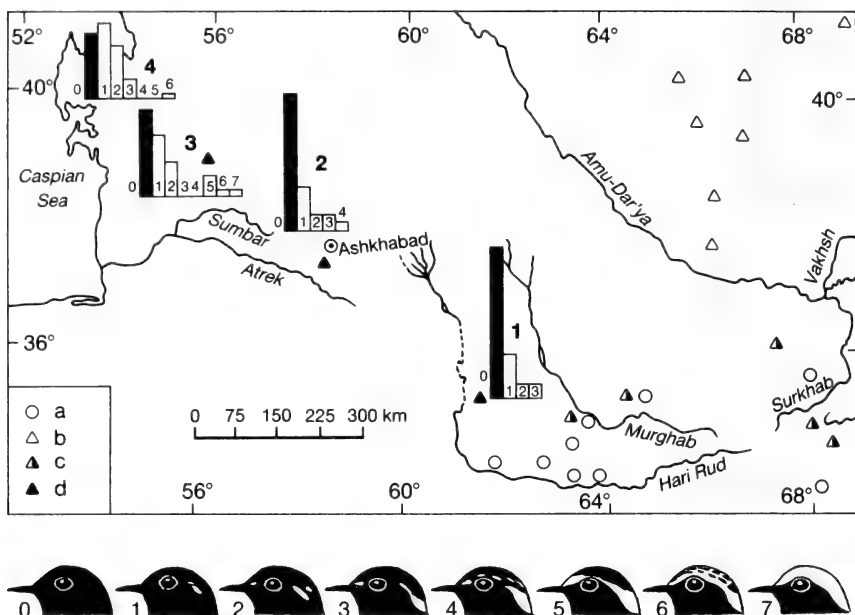 52° 56° 60° 64° 68°
40° 40°
4
0 1 2 3 4 5 6
3
0 1 2 3 4 5 6 7
2
0 1 2 3 4
Caspian
Sea
Sumbar
Atrek
Ashkhabad
Amu-Dar'ya
Vakhsh
36°
1
0 1 2 3
Surkhab
Murghab
Hari Rud
a
b
c
d
0 75 150 225 300 km
56° 60° 64° 68°
0 1 2 3 4 5 6 7